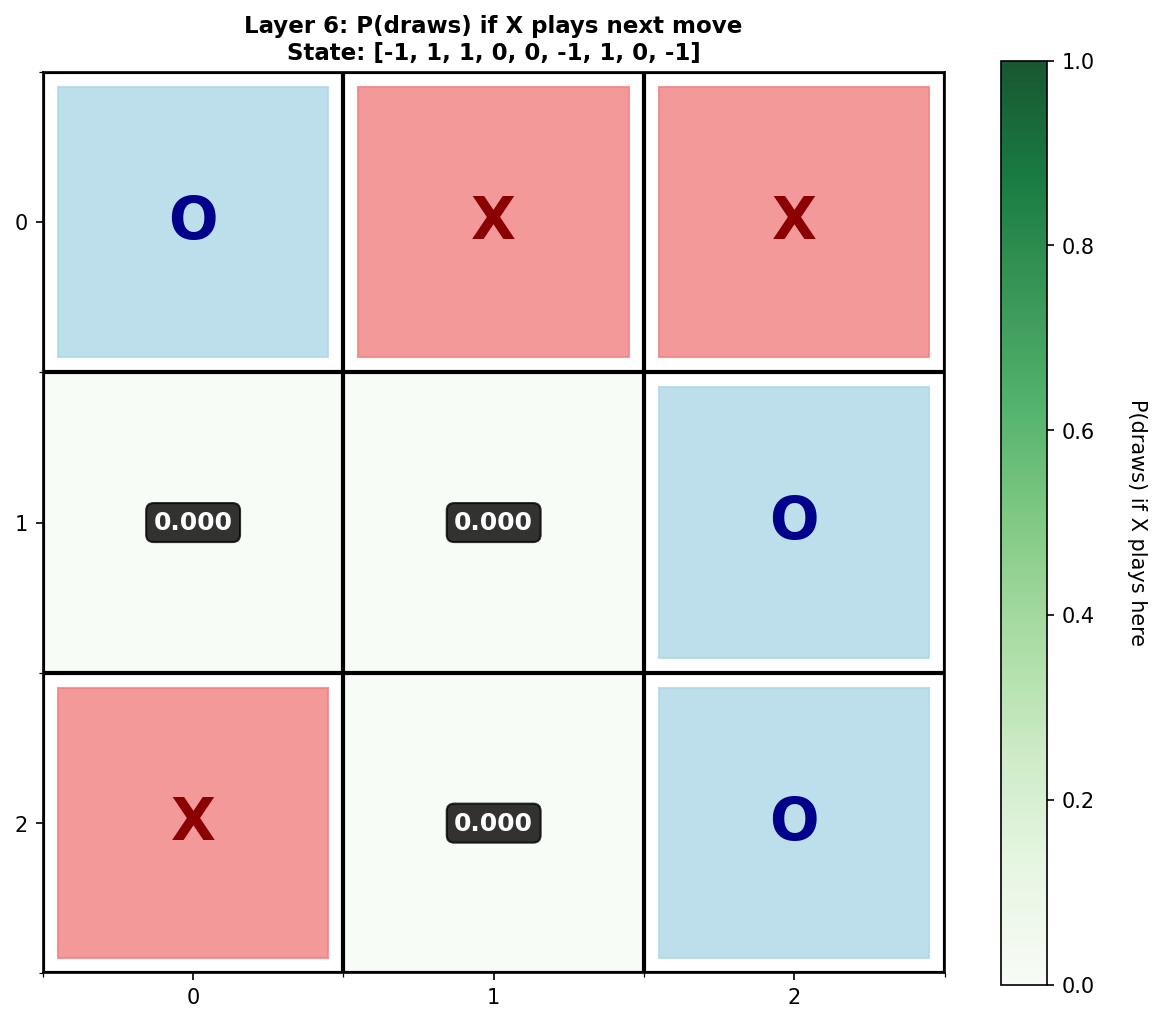 Layer 6: P(draws) if X plays next move
State: [-1, 1, 1, 0, 0, -1, 1, 0, -1]
O
X
X
0
0.000
0.000
O
1
X
0.000
O
2
0
1
2
1.0
0.8
0.6
0.4
0.2
0.0
P(draws) if X plays here